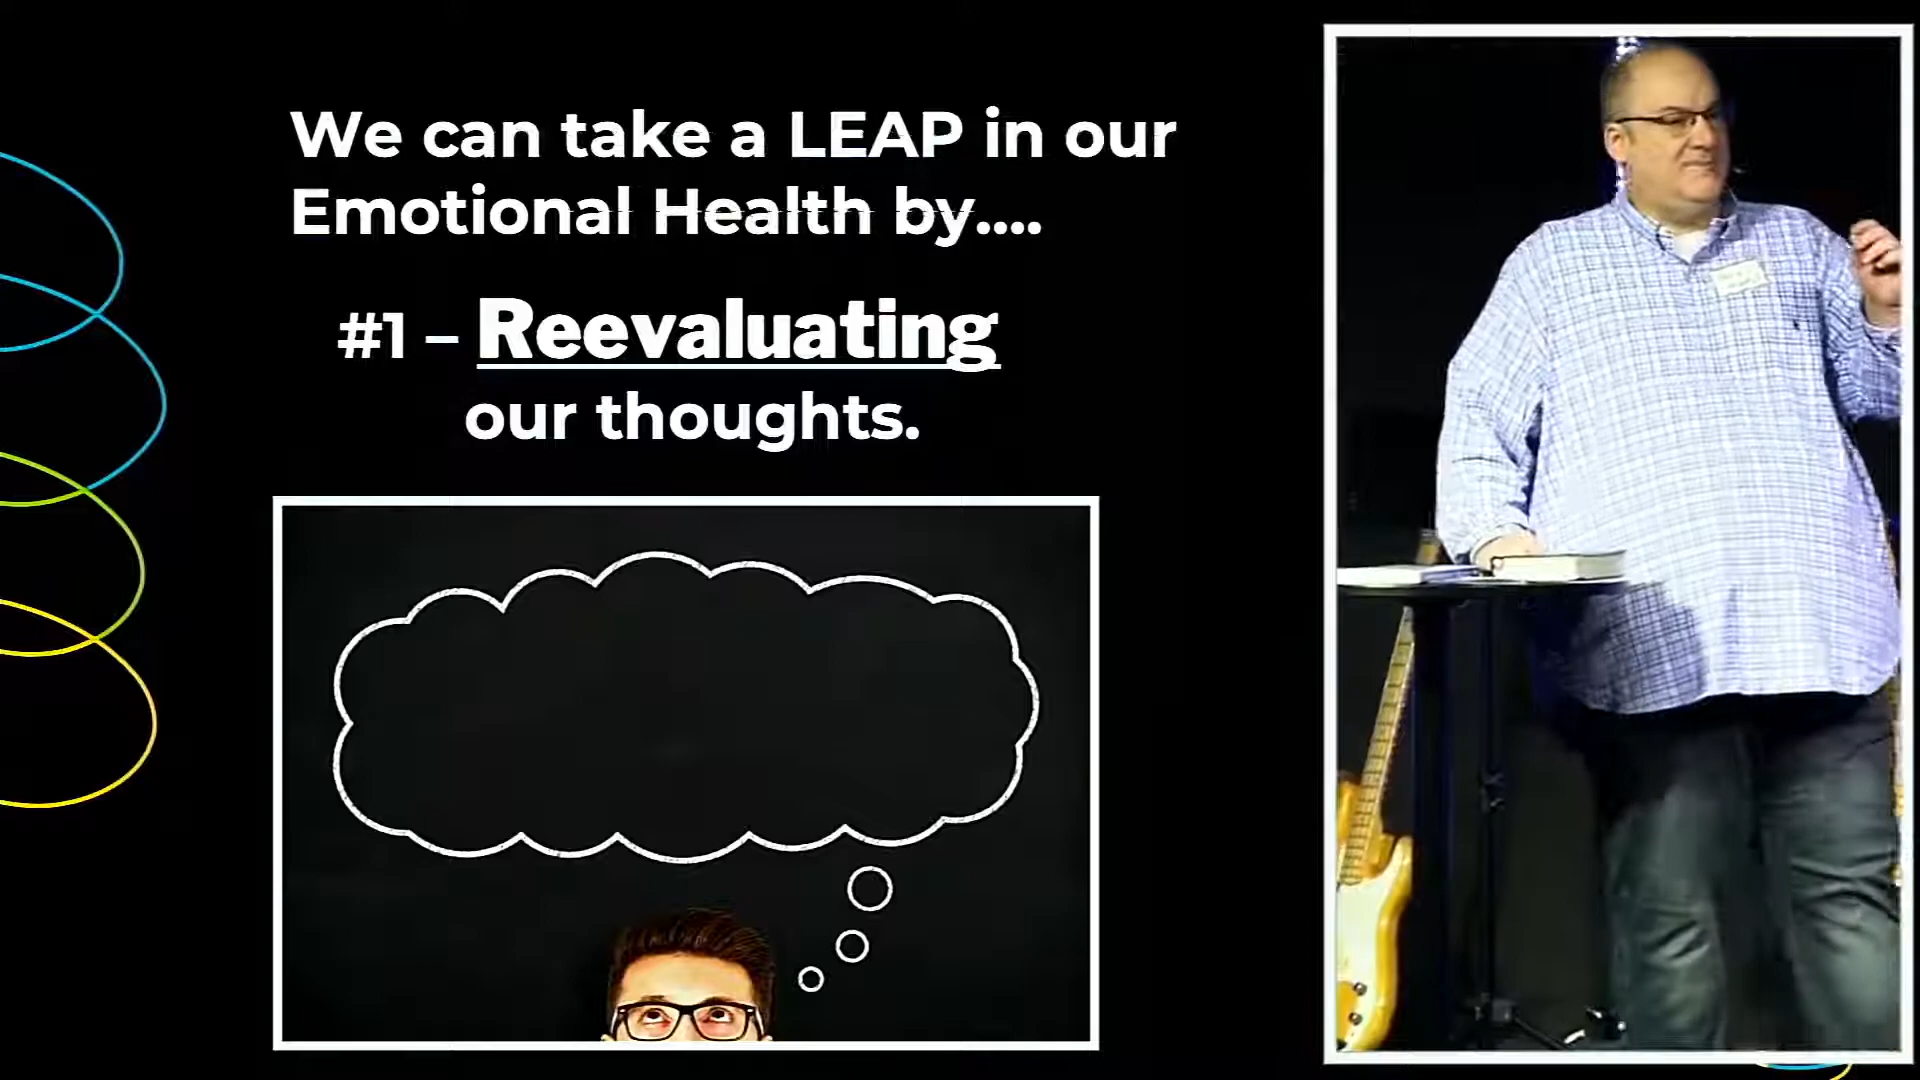 We can take a LEAP in our
Emotional Health by....
#1 – Reevaluating
our thoughts.